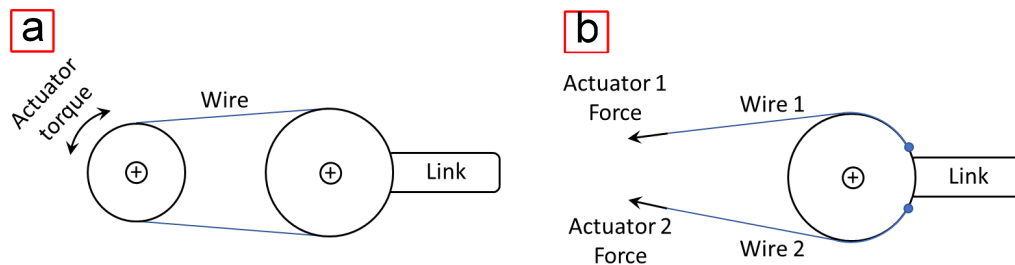 a
Actuator
torque
Wire
Link
b
Actuator 1
Force
Wire 1
Link
Actuator 2
Force
Wire 2